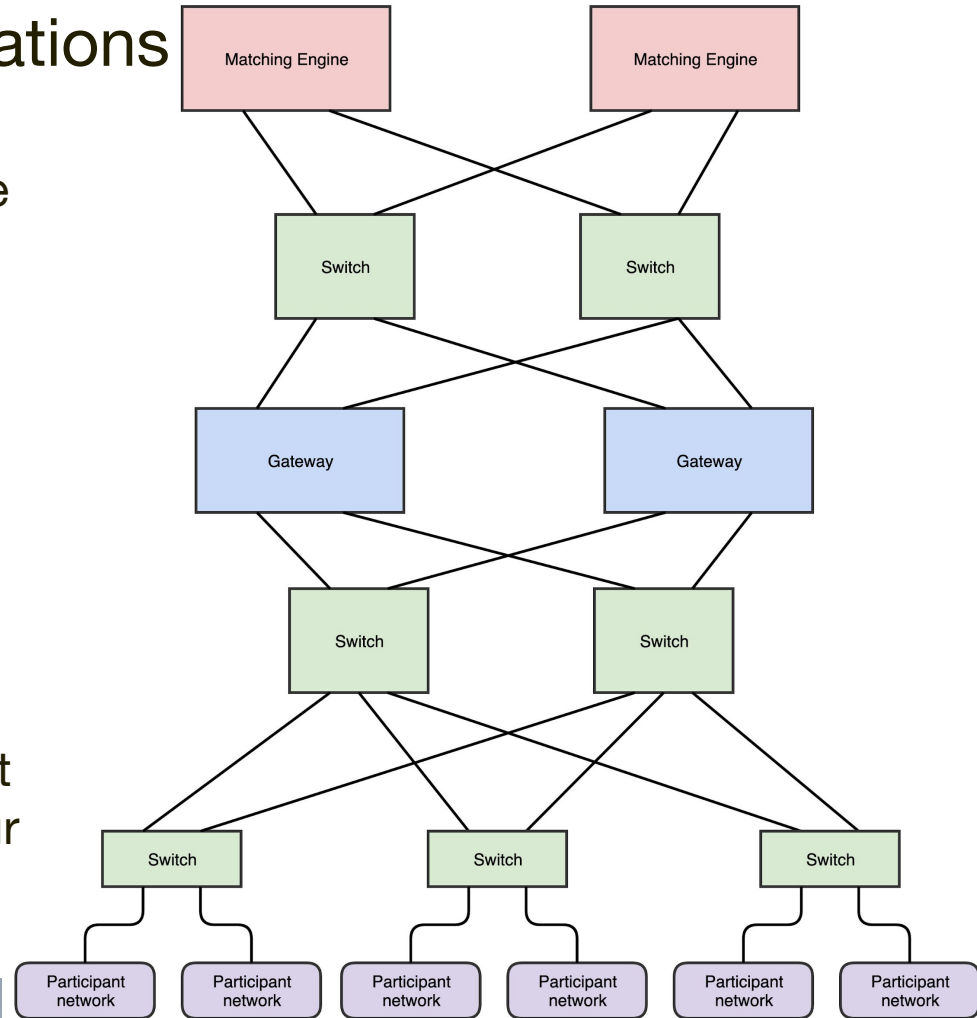 ations
Matching Engine
Matching Engine
e
Switch
Switch
Gateway
Gateway
Switch
Switch
t
ur
Switch
Switch
Switch
Participant
network
Participant
network
Participant
network
Participant
network
Participant
network
Participant
network